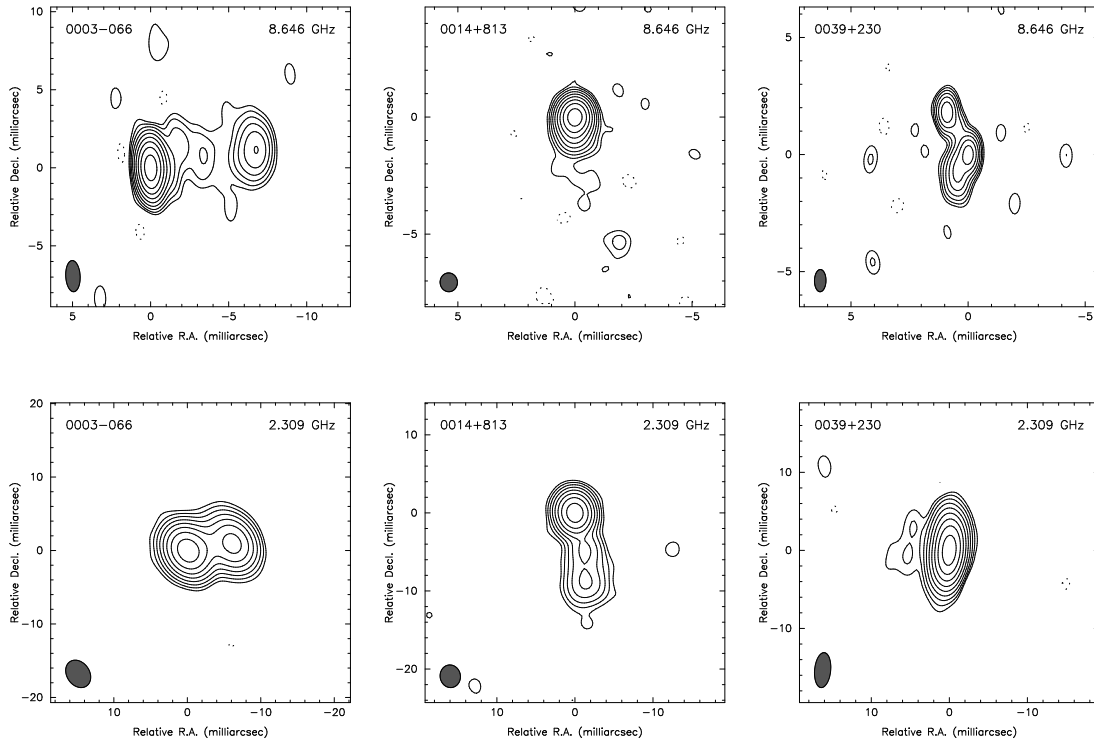 0003−066 8.646 GHz
10
5
0
−5
Relative Decl. (milliarcsec)
5 0 −5 −10
Relative R.A. (milliarcsec)
0014+813 8.646 GHz
0
−5
Relative Decl. (milliarcsec)
5 0 −5
Relative R.A. (milliarcsec)
0039+230 8.646 GHz
5
0
−5
Relative Decl. (milliarcsec)
5 0 −5
Relative R.A. (milliarcsec)
0003−066 2.309 GHz
20
10
0
−10
−20
Relative Decl. (milliarcsec)
10 0 −10 −20
Relative R.A. (milliarcsec)
0014+813 2.309 GHz
10
0
−10
−20
Relative Decl. (milliarcsec)
10 0 −10
Relative R.A. (milliarcsec)
0039+230 2.309 GHz
10
0
−10
Relative Decl. (milliarcsec)
10 0 −10
Relative R.A. (milliarcsec)